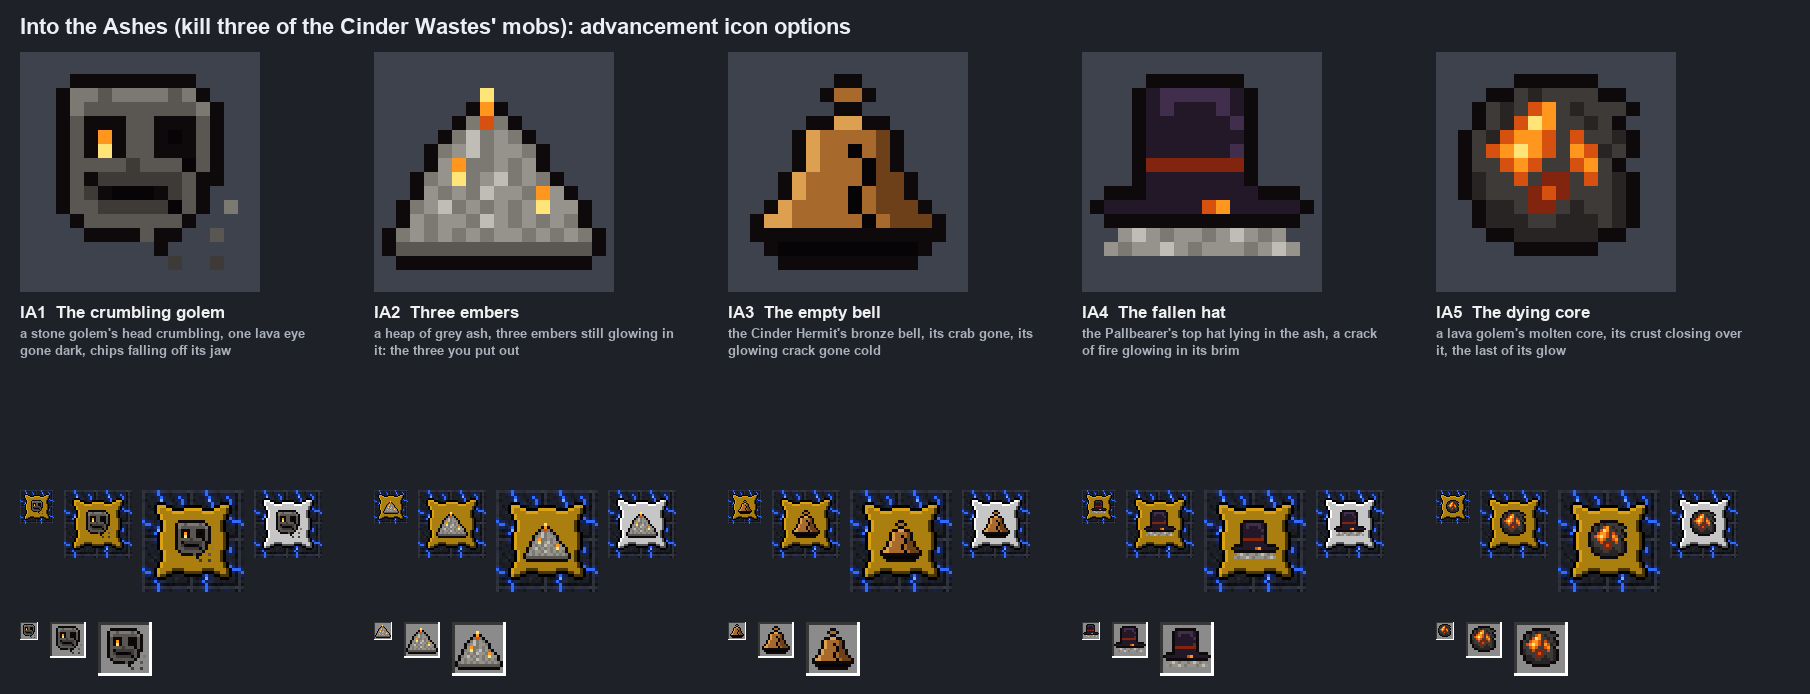 Into the Ashes (kill three of the Cinder Wastes' mobs): advancement icon options
IA1 The crumbling golem
a stone golem's head crumbling, one lava eye
gone dark, chips falling off its jaw
IA2 Three embers
a heap of grey ash, three embers still glowing in
it: the three you put out
IA3 The empty bell
the Cinder Hermit's bronze bell, its crab gone, its
glowing crack gone cold
IA4 The fallen hat
the Pallbearer's top hat lying in the ash, a crack
of fire glowing in its brim
IA5 The dying core
a lava golem's molten core, its crust closing over
it, the last of its glow